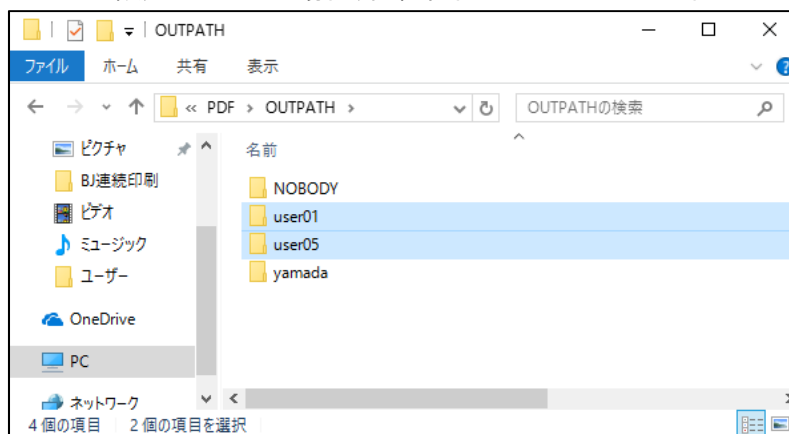 OUTPATH
ファイル ホーム 共有 表示
« PDF > OUTPATH > OUTPATHの検索
ピクチャ
BJ連続印刷
ビデオ
ミュージック
ユーザー
OneDrive
PC
ネットワーク
名前
NOBODY
user01
user05
yamada
4 個の項目 2 個の項目を選択